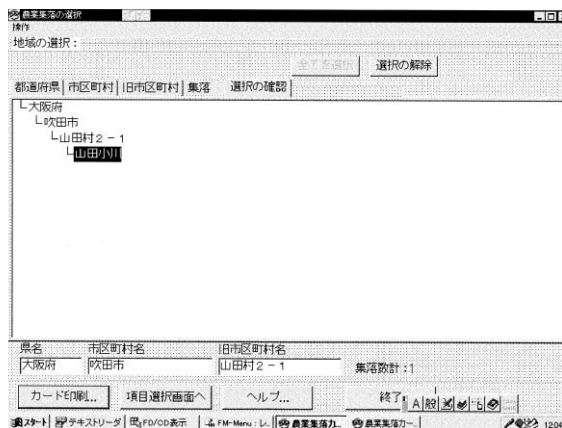 農業集落の選択
操作
地域の選択:
全てを選択 選択の解除
都道府県 市区町村 旧市区町村 集落 選択の確認
大阪府
吹田市
山田村2-1
山田小川
県名 市区町村名 旧市区町村名
大阪府 吹田市 山田村2-1 集落数計:1
カード印刷... 項目選択画面へ ヘルプ... 終了
A 般
スタート テキストリーダ FD/CD表示 FM-Menu:レ.. 農業集落カ.. 農業集落カー.. 12:04